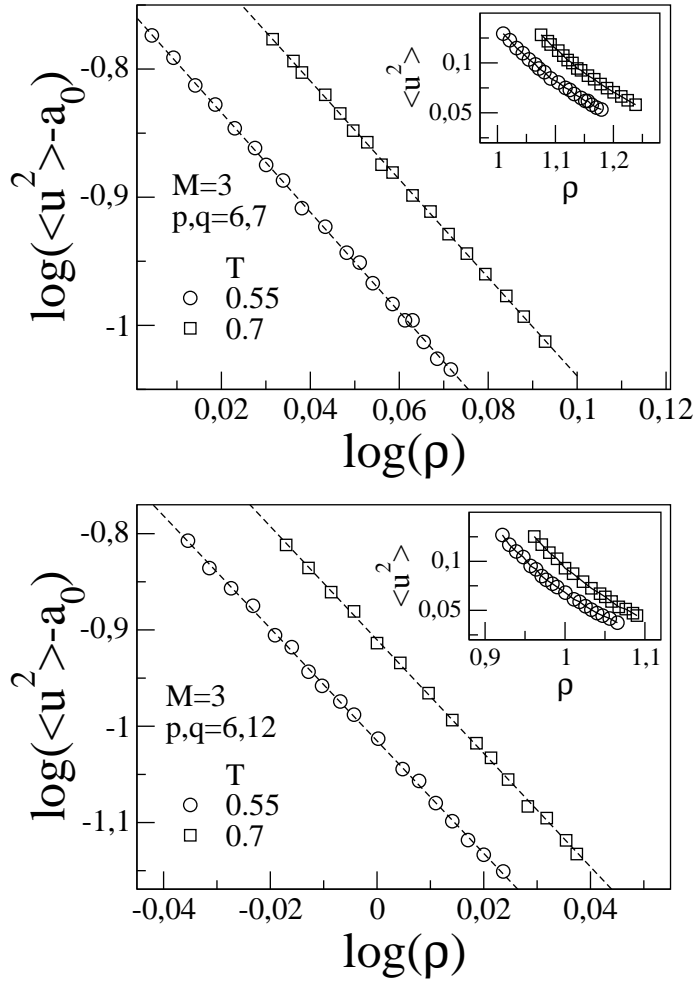 -0,8
-0,9
-1
log(<u²>-a₀)
M=3
p,q=6,7
T
0.55
0.7
0,02 0,04 0,06 0,08 0,1 0,12
log(ρ)
<u²>
0,1
0,05
1 1,1 1,2
ρ
-0,8
-0,9
-1
-1,1
log(<u²>-a₀)
M=3
p,q=6,12
T
0.55
0.7
-0,04 -0,02 0 0,02 0,04
log(ρ)
<u²>
0,1
0,05
0,9 1 1,1
ρ